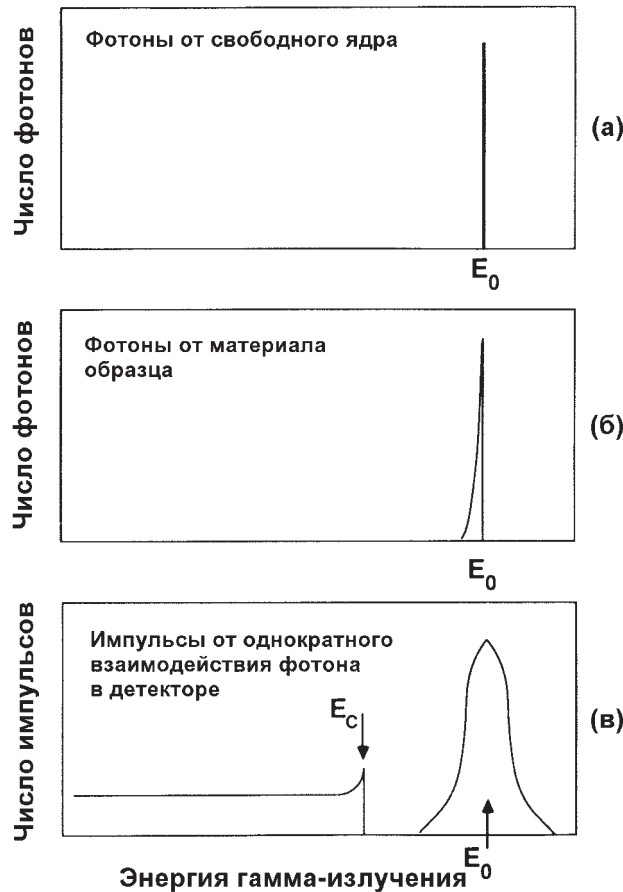 Число фотонов
Фотоны от свободного ядра
(а)
E0
Число фотонов
Фотоны от материала
образца
(б)
E0
Число импульсов
Импульсы от однократного
взаимодействия фотона
в детекторе
EC
(в)
E0
Энергия гамма-излучения